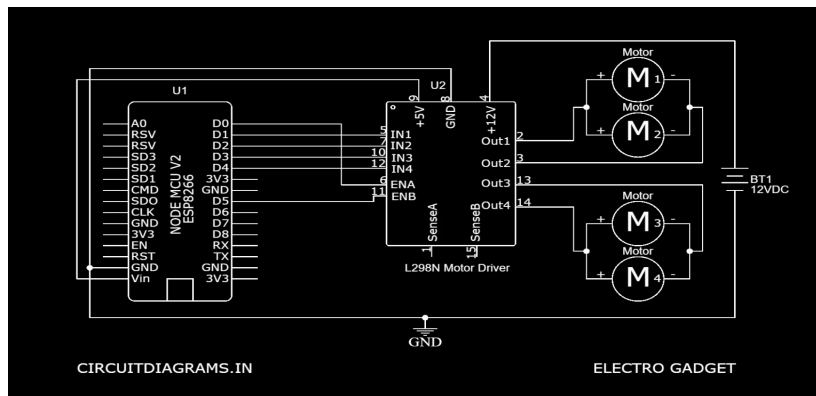 U1
NODE MCU V2
ESP8266
A0
RSV
RSV
SD3
SD2
SD1
CMD
SDO
CLK
GND
3V3
EN
RST
GND
Vin
D0
D1
D2
D3
D4
3V3
GND
D5
D6
D7
D8
RX
TX
GND
3V3
U2
9
8
4
+5V
GND
+12V
5
7
10
12
6
11
IN1
IN2
IN3
IN4
ENA
ENB
Out1
Out2
Out3
Out4
2
3
13
14
SenseA
SenseB
1
15
L298N Motor Driver
Motor
+ M1 -
Motor
+ M2 -
BT1
12VDC
Motor
+ M3 -
Motor
+ M4 -
GND
CIRCUITDIAGRAMS.IN
ELECTRO GADGET